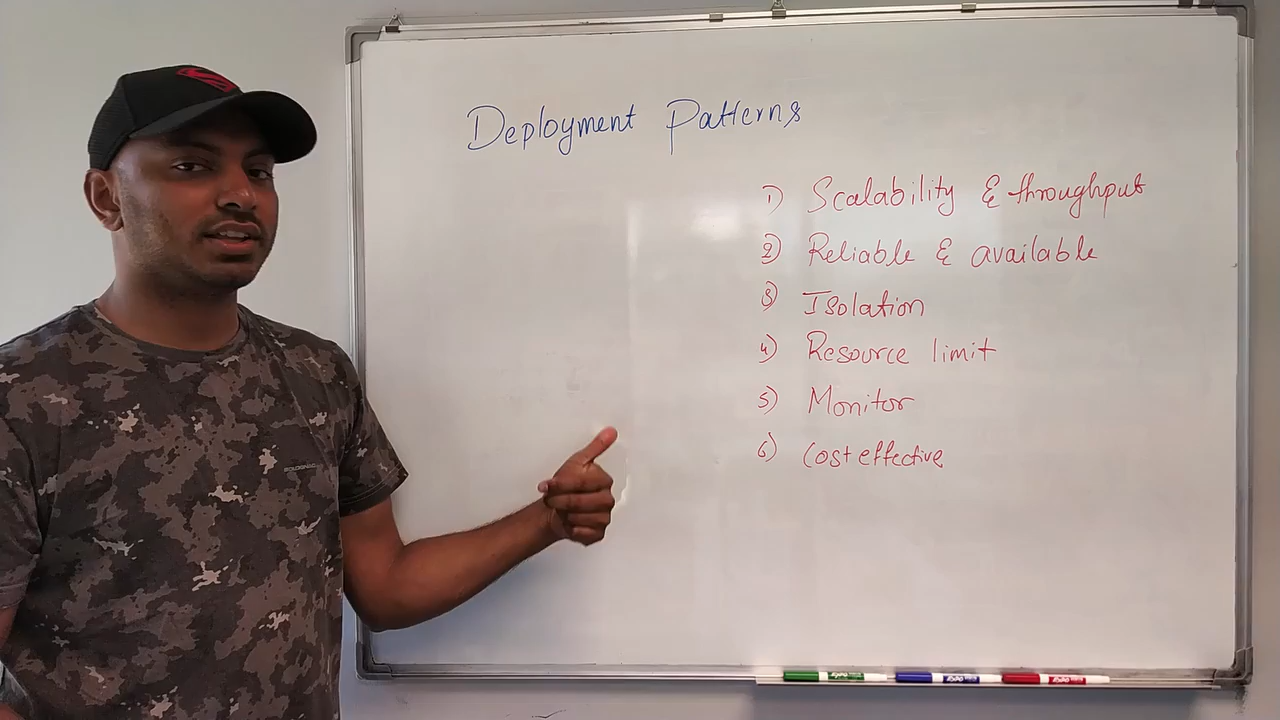 Deployment Patterns
1) Scalability & throughput
2) Reliable & available
3) Isolation
4) Resource limit
5) Monitor
6) Cost effective